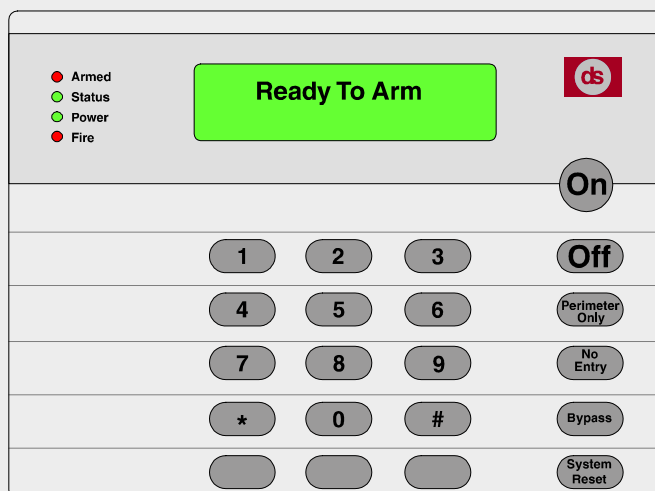 Armed
Status
Power
Fire
Ready To Arm
ds
On
1 2 3 Off
4 5 6 Perimeter
Only
7 8 9 No
Entry
* 0 # Bypass
System
Reset